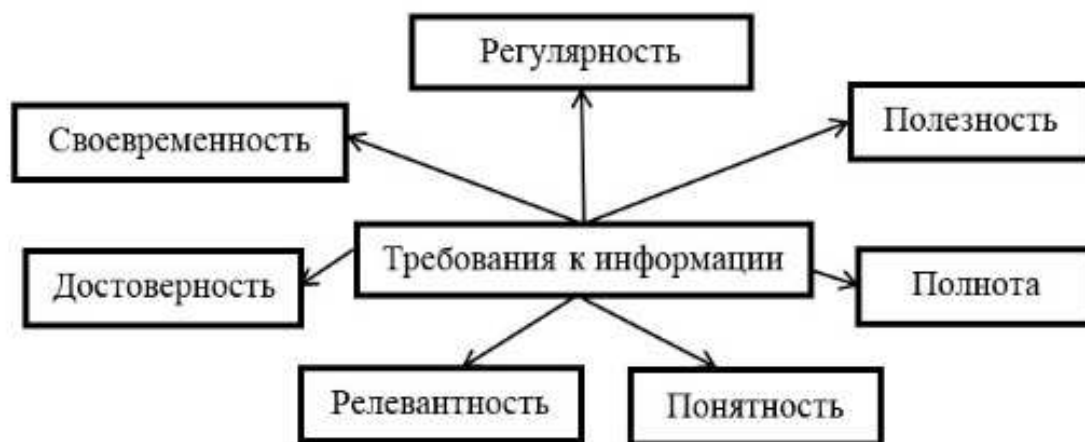 Регулярность
Своевременность
Полезность
Требования к информации
Достоверность
Полнота
Релевантность
Понятность